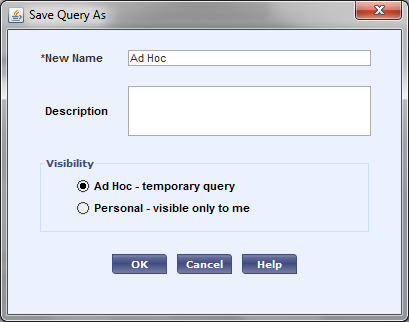 Save Query As
*New Name Ad Hoc
Description
Visibility
Ad Hoc - temporary query
Personal - visible only to me
OK Cancel Help